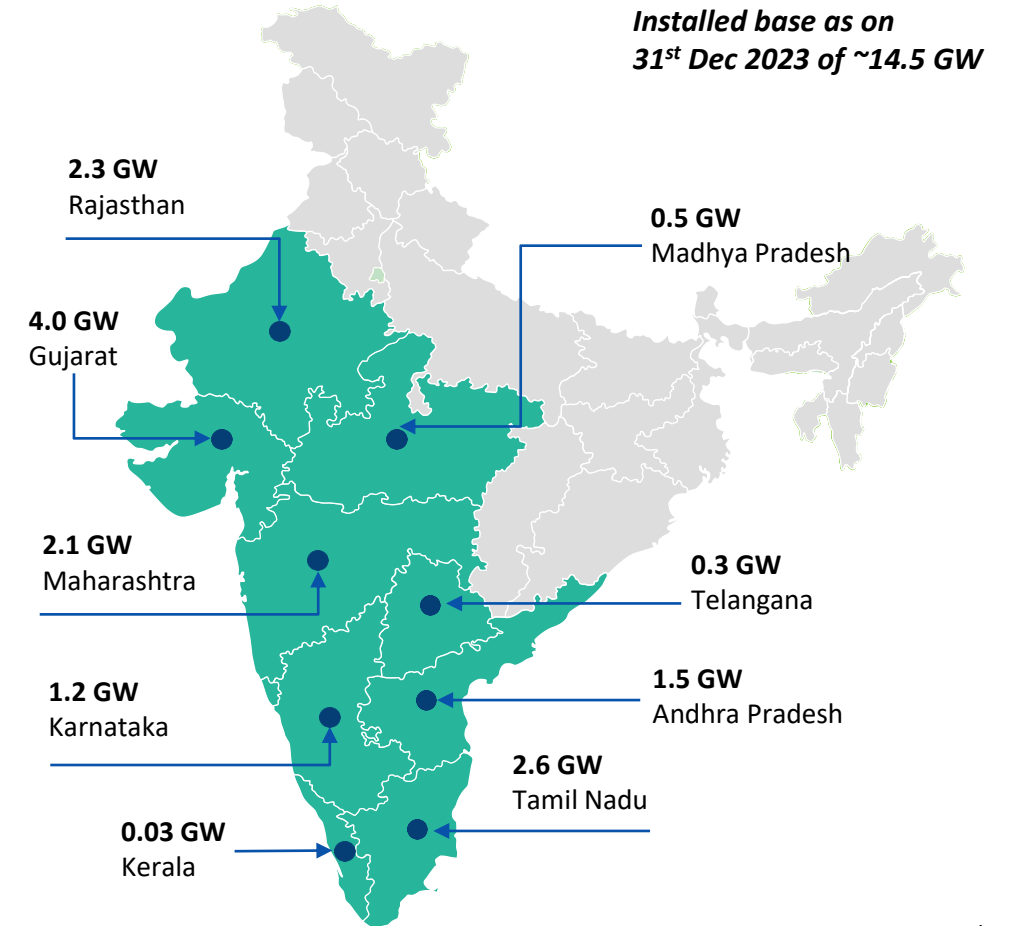 Installed base as on
31st Dec 2023 of ~14.5 GW
2.3 GW
Rajasthan
0.5 GW
Madhya Pradesh
4.0 GW
Gujarat
2.1 GW
Maharashtra
0.3 GW
Telangana
1.2 GW
Karnataka
1.5 GW
Andhra Pradesh
2.6 GW
Tamil Nadu
0.03 GW
Kerala